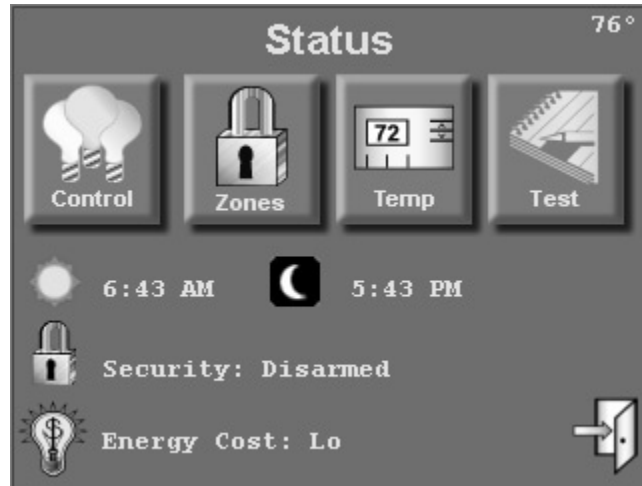 Status
76°
72
Control
Zones
Temp
Test
6:43 AM
5:43 PM
Security: Disarmed
$
Energy Cost: Lo